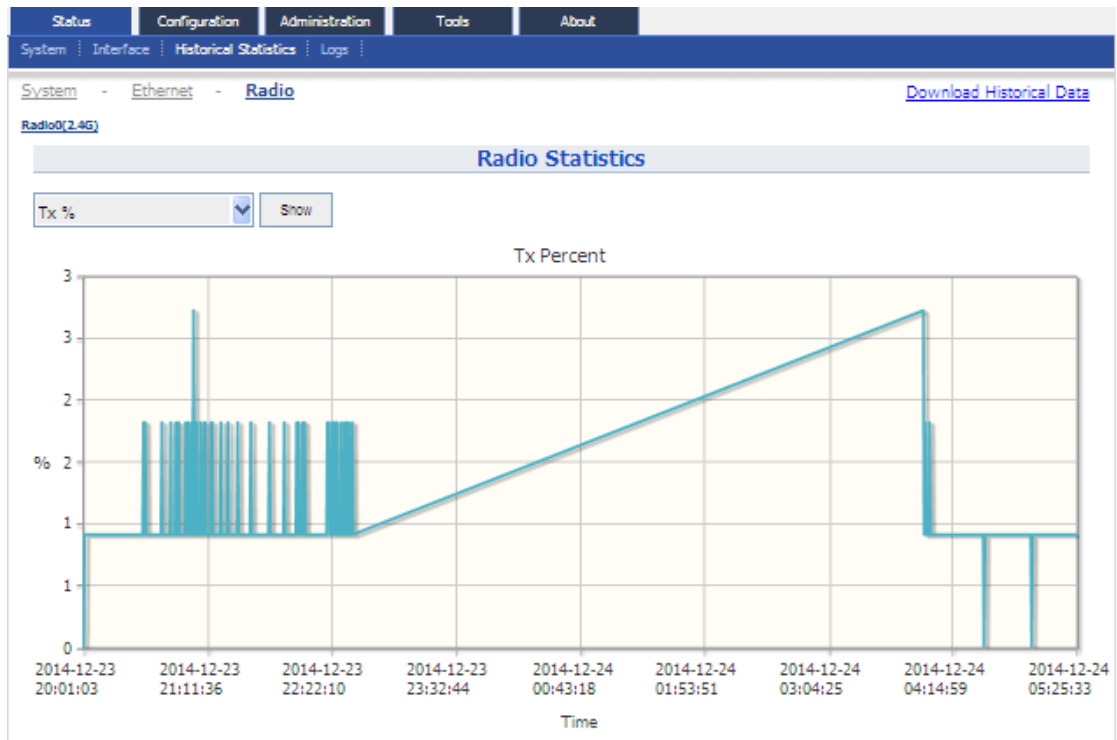 Status Configuration Administration Tools About
System Interface Historical Statistics Logs
System - Ethernet - Radio Download Historical Data
Radio0(2.4G)
Radio Statistics
Tx % Show
Tx Percent
3
3
2
% 2
1
1
0
2014-12-23 2014-12-23 2014-12-23 2014-12-23 2014-12-24 2014-12-24 2014-12-24 2014-12-24 2014-12-24
20:01:03 21:11:36 22:22:10 23:32:44 00:43:18 01:53:51 03:04:25 04:14:59 05:25:33
Time